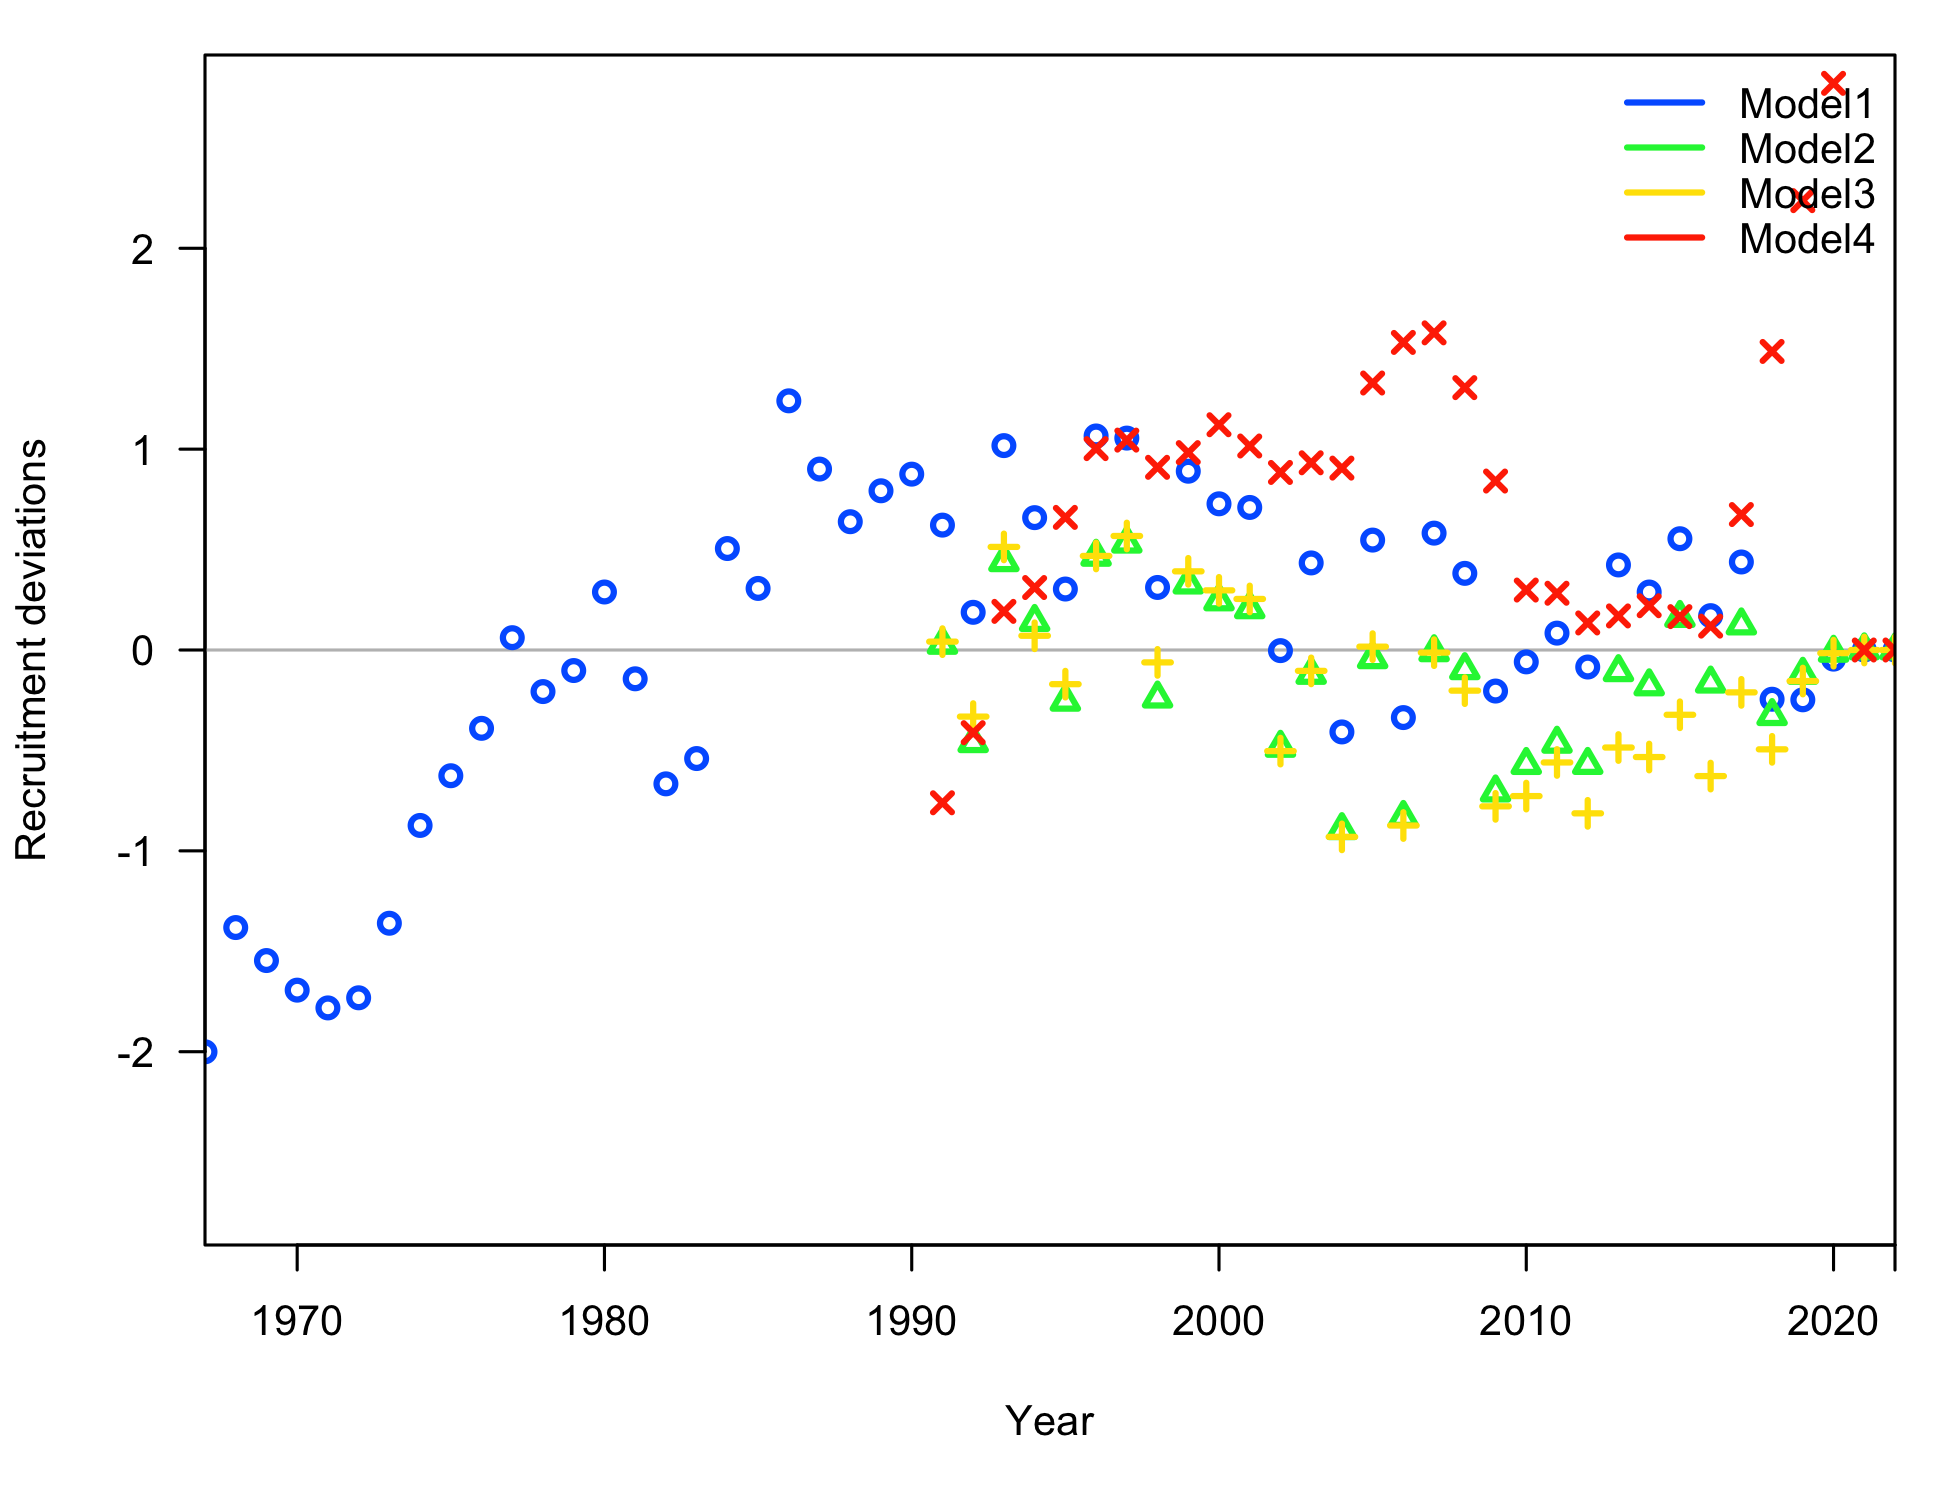 Model1
Model2
Model3
Model4
2
1
0
-1
-2
Recruitment deviations
1970 1980 1990 2000 2010 2020
Year